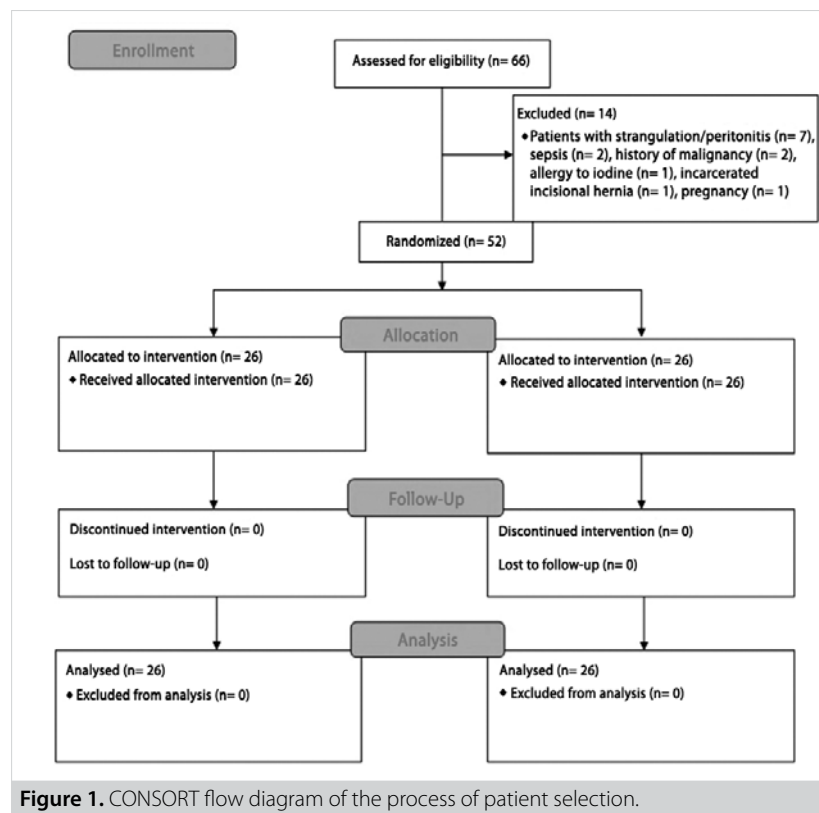 Enrollment
Assessed for eligibility (n= 66)
Excluded (n= 14)
◆Patients with strangulation/peritonitis (n= 7),
sepsis (n= 2), history of malignancy (n= 2),
allergy to iodine (n= 1), incarcerated
incisional hernia (n= 1), pregnancy (n= 1)
Randomized (n= 52)
Allocation
Allocated to intervention (n= 26)
◆ Received allocated intervention (n= 26)
Allocated to intervention (n= 26)
◆ Received allocated intervention (n= 26)
Follow-Up
Discontinued intervention (n= 0)
Lost to follow-up (n= 0)
Discontinued intervention (n= 0)
Lost to follow-up (n= 0)
Analysis
Analysed (n= 26)
◆ Excluded from analysis (n= 0)
Analysed (n= 26)
◆ Excluded from analysis (n= 0)
Figure 1. CONSORT flow diagram of the process of patient selection.